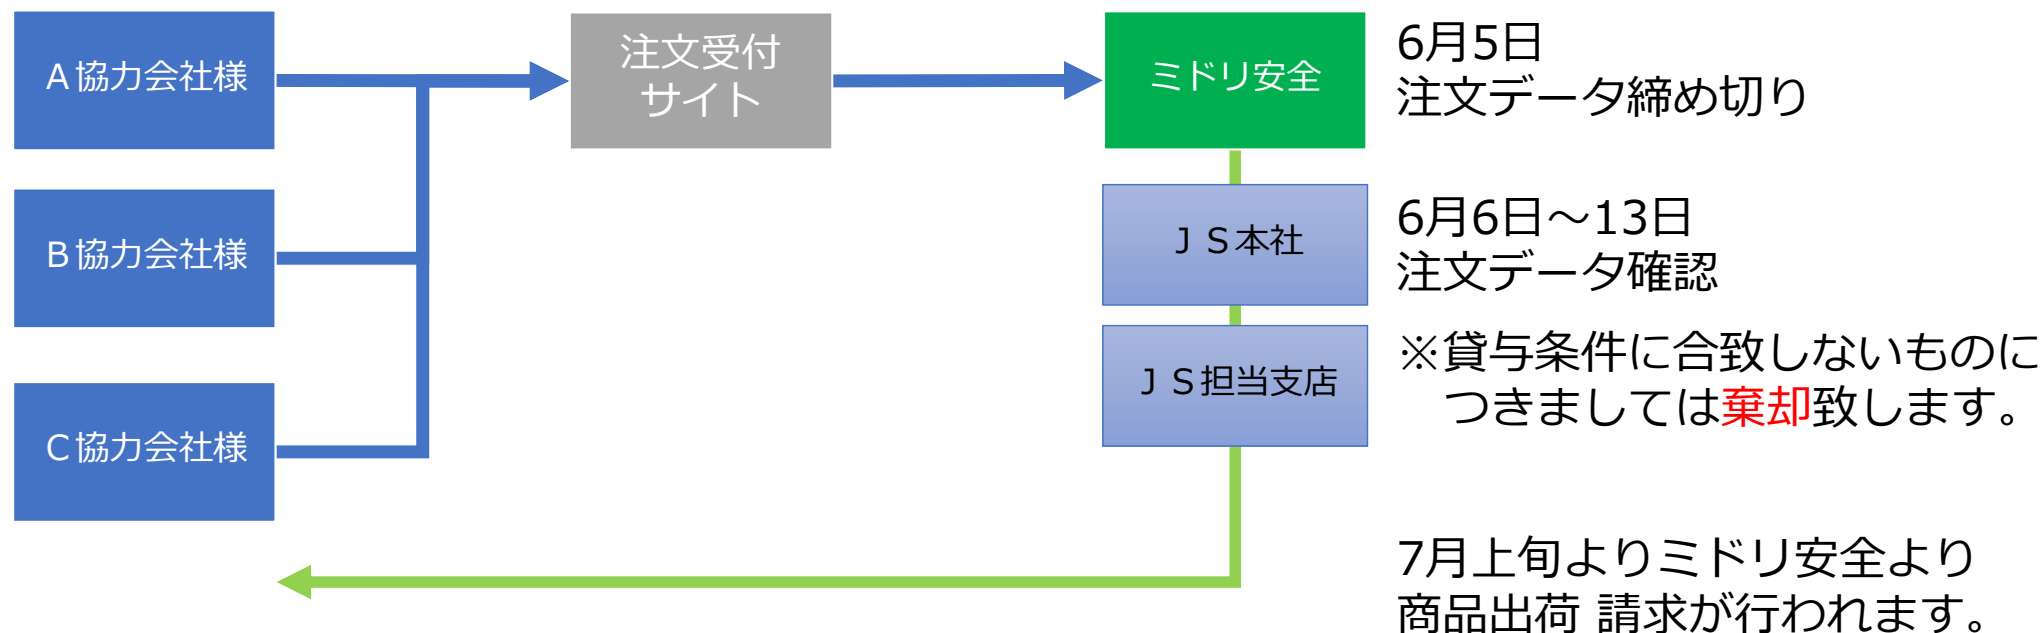 A協力会社様
注文受付
サイト
ミドリ安全
6月5日
注文データ締め切り
B協力会社様
JS本社
6月6日～13日
注文データ確認
C協力会社様
JS担当支店
※貸与条件に合致しないものに
つきましては棄却致します。
7月上旬よりミドリ安全より
商品出荷 請求が行われます。